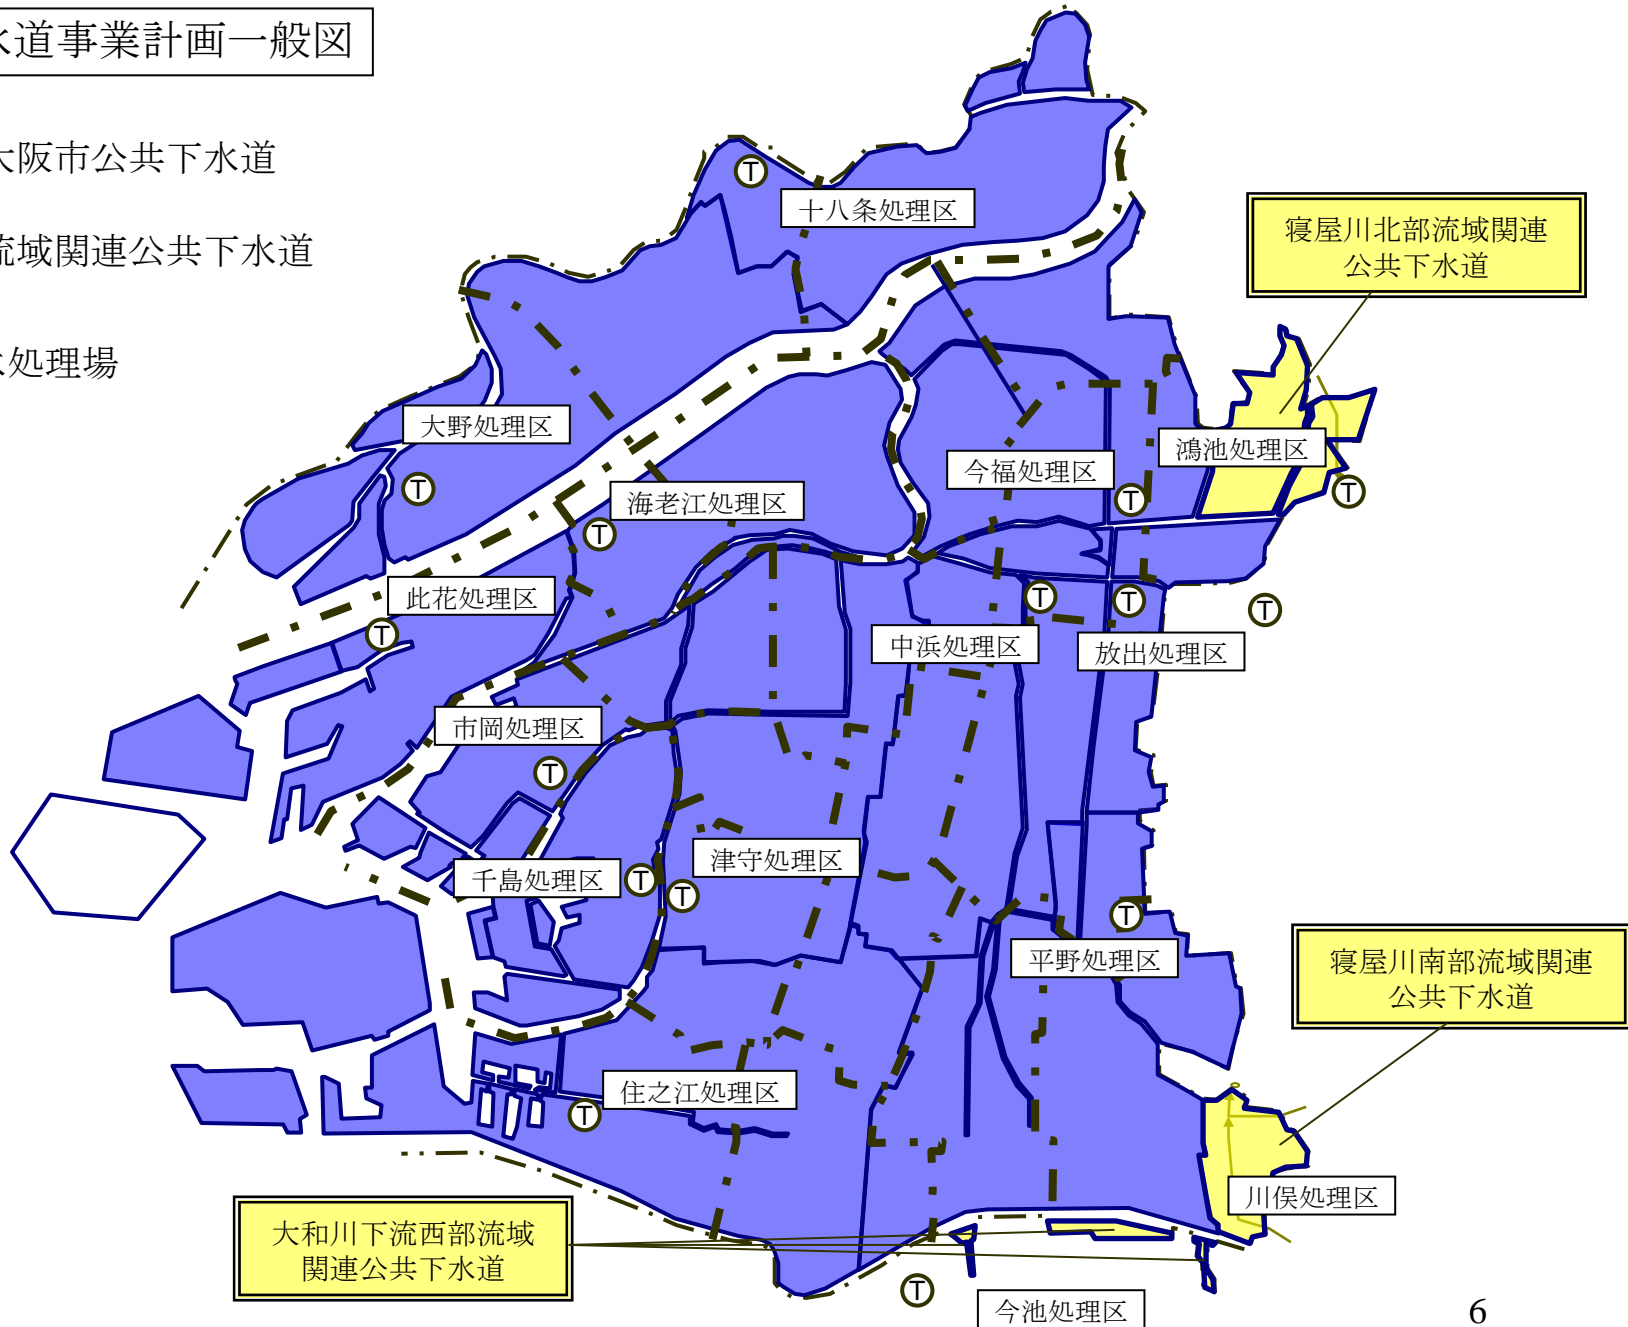 水道事業計画一般図
大阪市公共下水道
流域関連公共下水道
水処理場
T
十八条処理区
寝屋川北部流域関連
公共下水道
大野処理区
T
海老江処理区
T
今福処理区
T
鴻池処理区
T
此花処理区
T
中浜処理区
T
放出処理区
T
T
市岡処理区
T
千島処理区
T
津守処理区
T
平野処理区
T
寝屋川南部流域関連
公共下水道
住之江処理区
T
川俣処理区
大和川下流西部流域
関連公共下水道
今池処理区
T
6